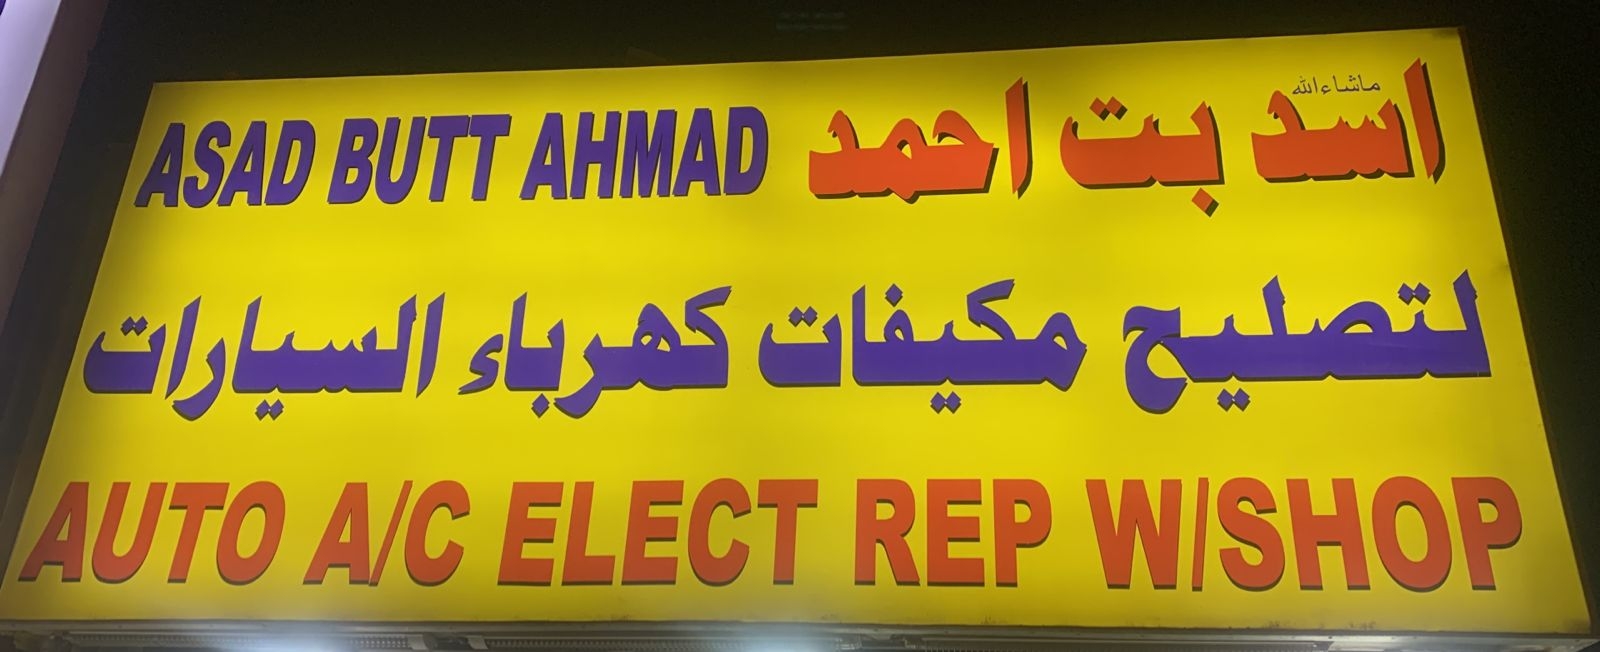 ماشاءالله
ASAD BUTT AHMAD اسد بت احمد
لتصليح مكيفات كهرباء السيارات
AUTO A/C ELECT REP W/SHOP